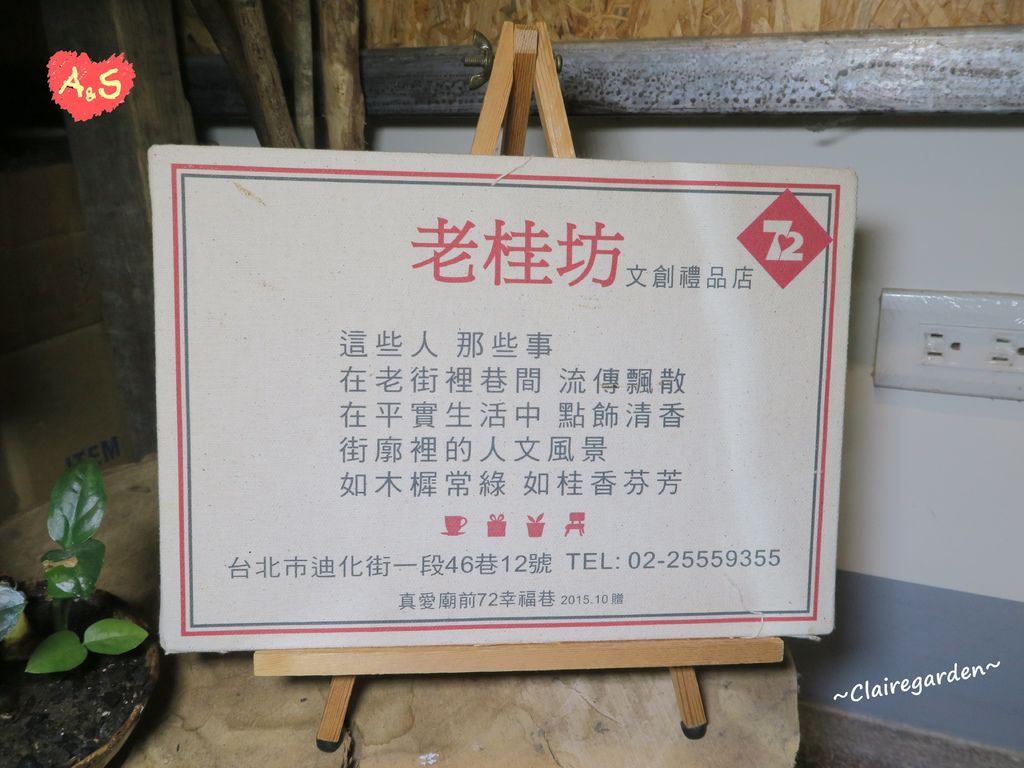 A&S
老桂坊 文創禮品店
72
這些人 那些事
在老街裡巷間 流傳飄散
在平實生活中 點飾清香
街廓裡的人文風景
如木樨常綠 如桂香芬芳
台北市迪化街一段46巷12號 TEL: 02-25559355
真愛廟前72幸福巷 2015.10 贈
ITEM
~Clairegarden~